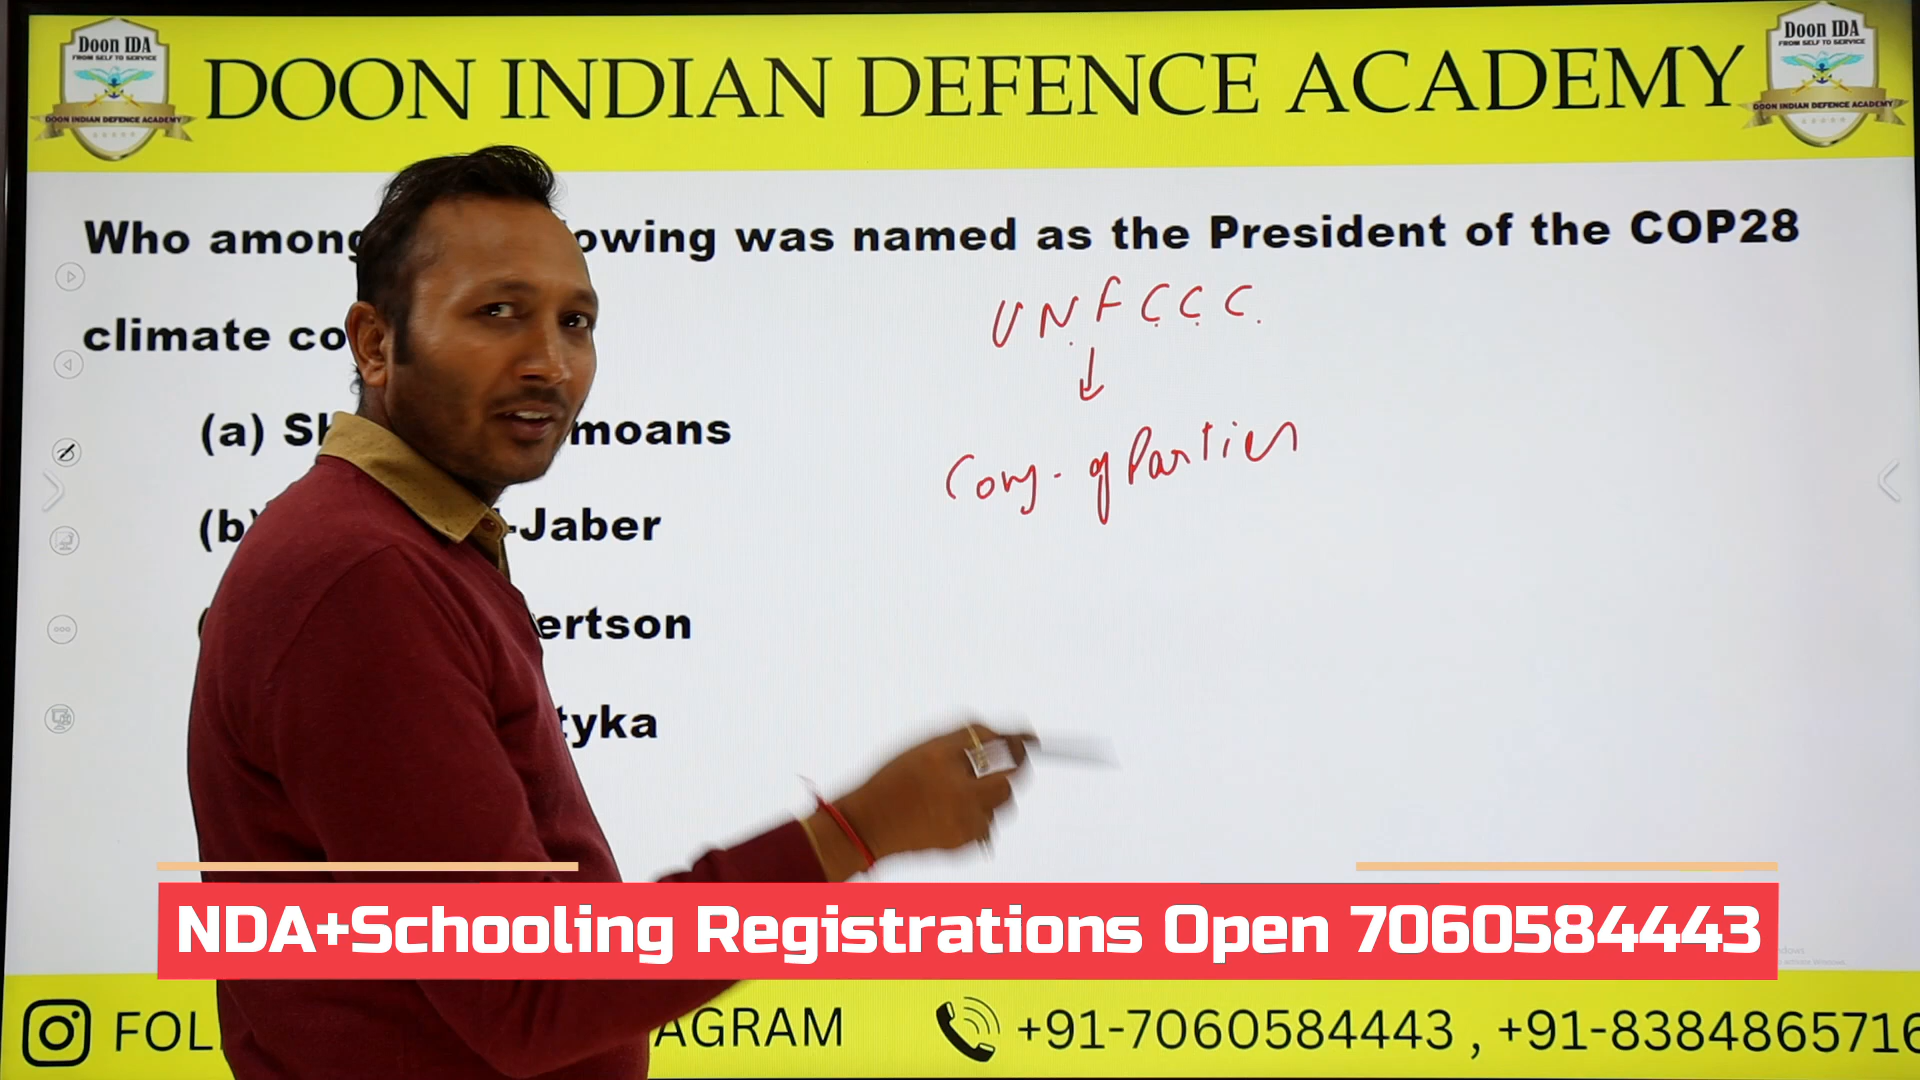 Doon IDA
FROM SELF TO SERVICE
DOON INDIAN DEFENCE ACADEMY
DOON INDIAN DEFENCE ACADEMY
Doon IDA
FROM SELF TO SERVICE
DOON INDIAN DEFENCE ACADEMY
Who among owing was named as the President of the COP28
climate co
UNFCCC
(a) Sh moans
of Parties
(b) -Jaber
ertson
tyka
NDA+Schooling Registrations Open 7060584443
FOL AGRAM +91-7060584443 , +91-8384865716